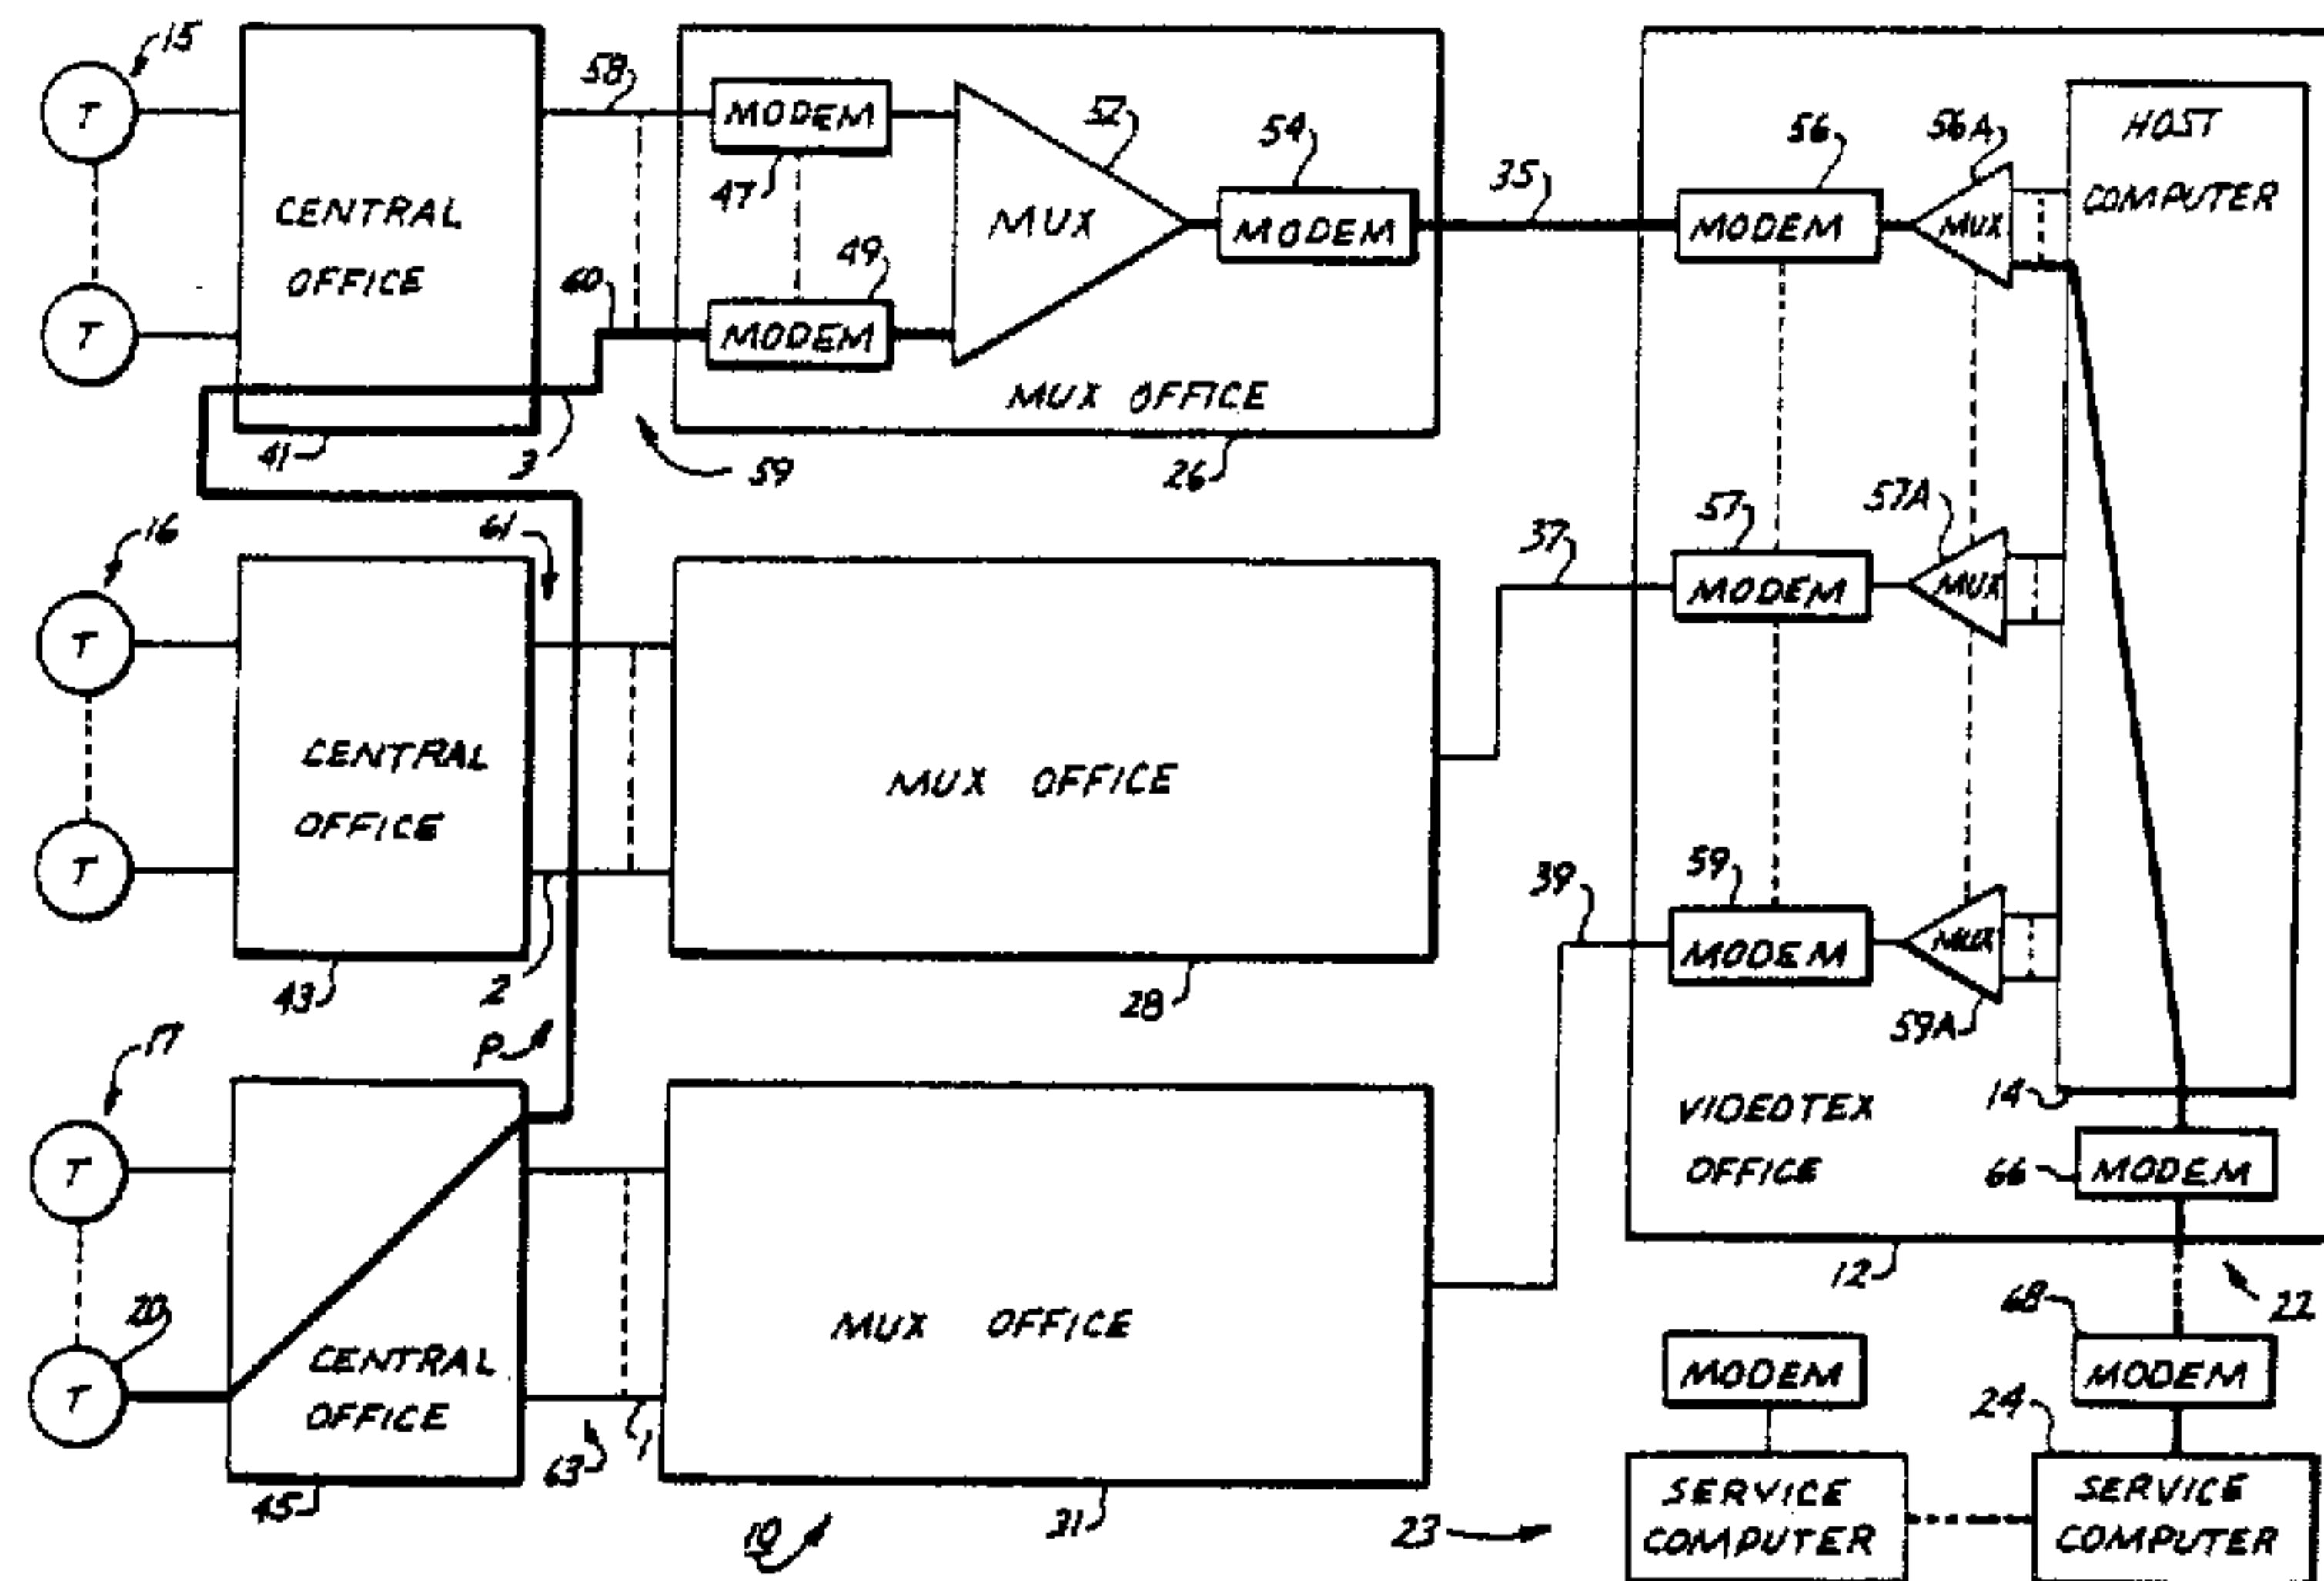 15
T
T
CENTRAL
OFFICE
41
3
58
60
59
MODEM
47
49
MODEM
52
MUX
54
MODEM
MUX OFFICE
26
35
56
MODEM
56A
MUX
HOST
COMPUTER
16
T
T
61
CENTRAL
OFFICE
43
2
P
MUX OFFICE
28
37
57
MODEM
57A
MUX
39
59
MODEM
MUX
59A
17
T
20
T
CENTRAL
OFFICE
45
63
1
MUX OFFICE
31
10
VIDEOTEX
OFFICE
14
66
MODEM
12
22
68
MODEM
MODEM
24
23
SERVICE
COMPUTER
SERVICE
COMPUTER